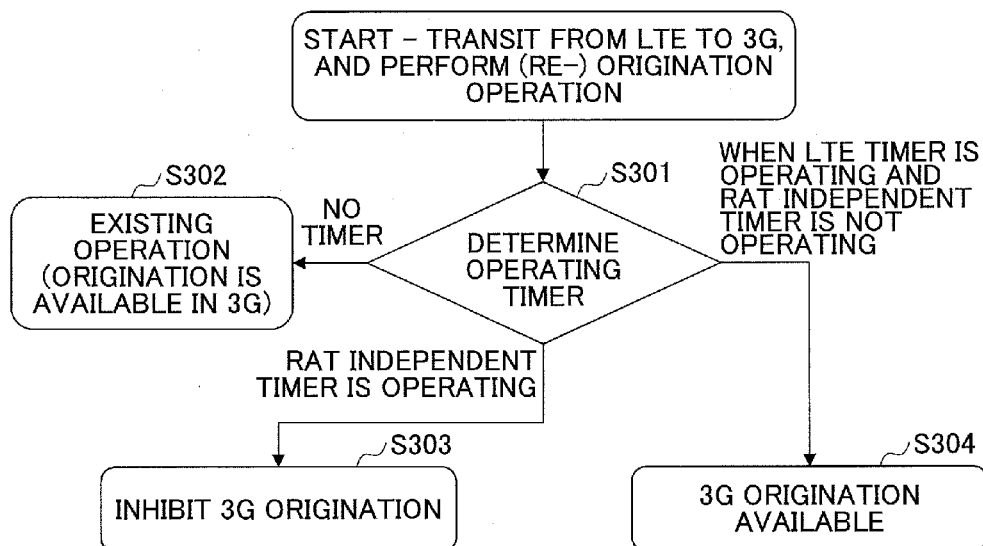 START – TRANSIT FROM LTE TO 3G,
AND PERFORM (RE-) ORIGINATION
OPERATION
S301
WHEN LTE TIMER IS
OPERATING AND
RAT INDEPENDENT
TIMER IS NOT
OPERATING
S302
NO
TIMER
EXISTING
OPERATION
(ORIGINATION IS
AVAILABLE IN 3G)
DETERMINE
OPERATING
TIMER
RAT INDEPENDENT
TIMER IS OPERATING
S303
INHIBIT 3G ORIGINATION
S304
3G ORIGINATION
AVAILABLE